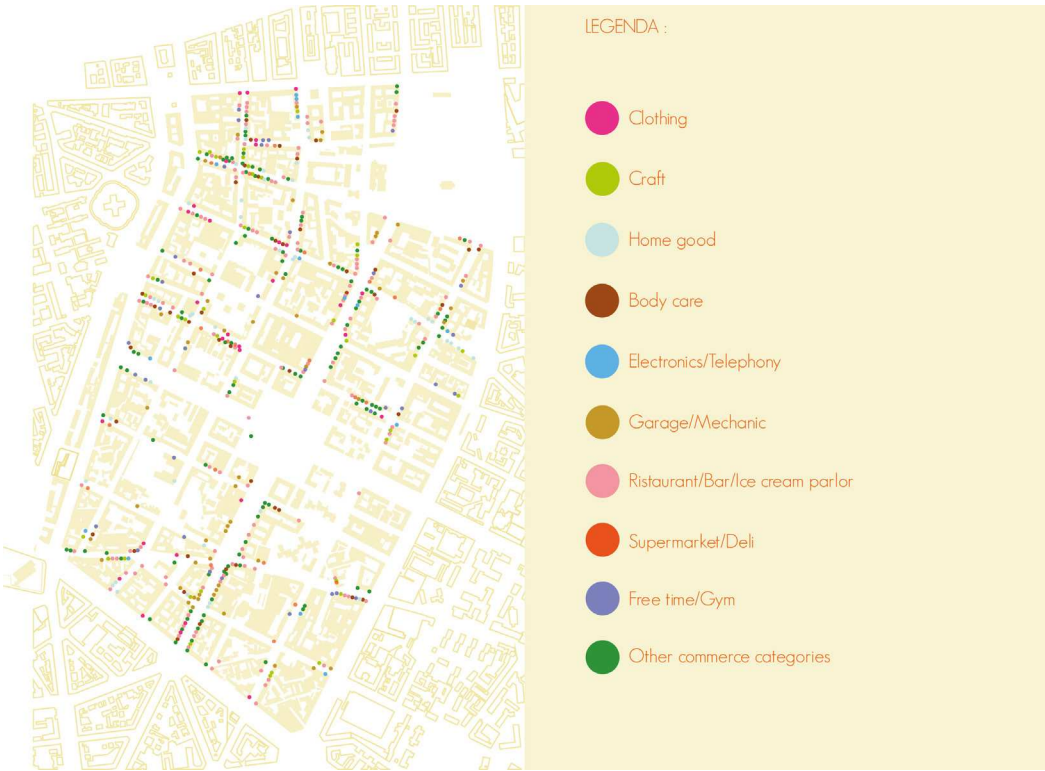 LEGENDA :
Clothing
Craft
Home good
Body care
Electronics/Telephony
Garage/Mechanic
Ristaurant/Bar/Ice cream parlor
Supermarket/Deli
Free time/Gym
Other commerce categories